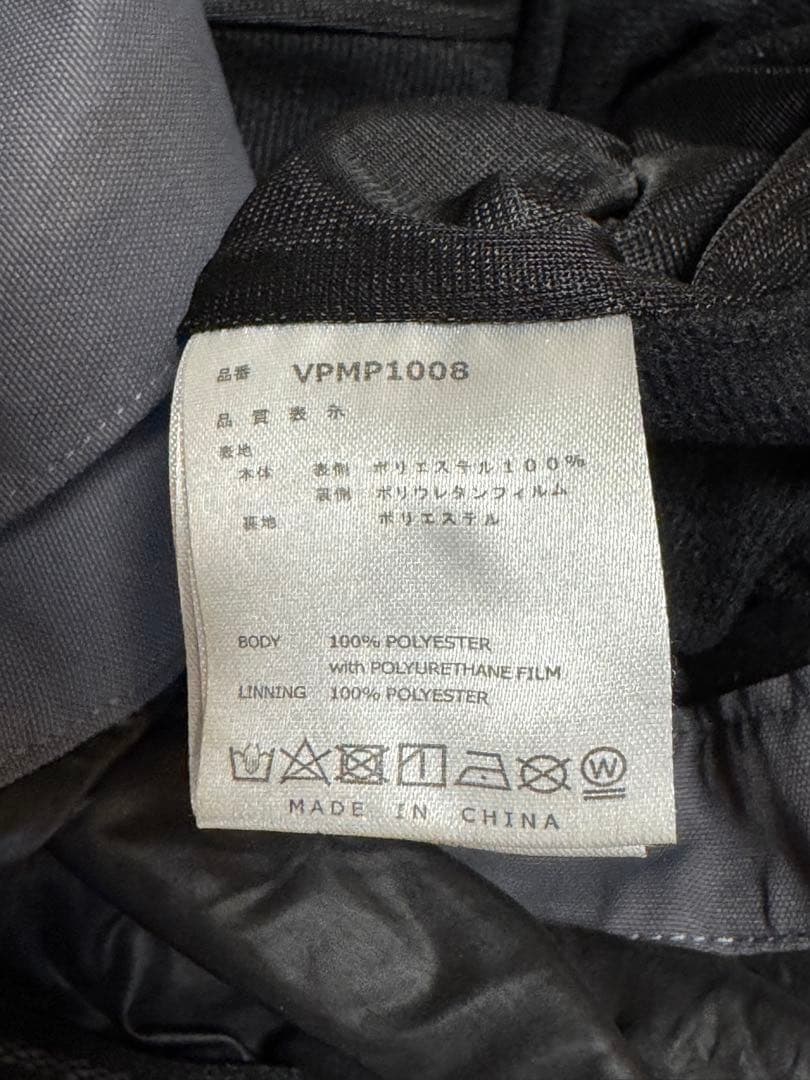 品番 VPMP1008
品質表示
表地
本体 表側 ポリエステル100%
裏側 ポリウレタンフィルム
裏地 ポリエステル
BODY 100% POLYESTER
with POLYURETHANE FILM
LINNING 100% POLYESTER
W
MADE IN CHINA